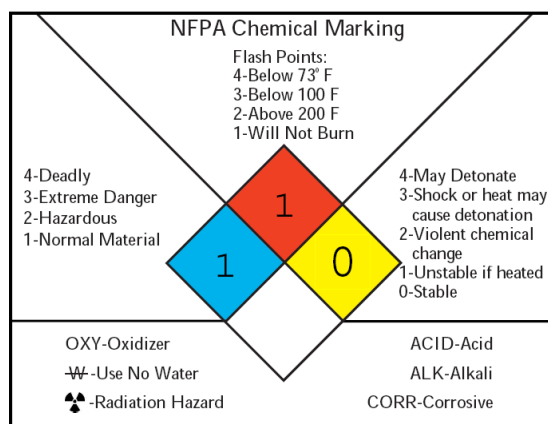 NFPA Chemical Marking
Flash Points:
4-Below 73° F
3-Below 100 F
2-Above 200 F
1-Will Not Burn
4-Deadly
3-Extreme Danger
2-Hazardous
1-Normal Material
1
1
0
4-May Detonate
3-Shock or heat may
cause detonation
2-Violent chemical
change
1-Unstable if heated
0-Stable
OXY-Oxidizer
W-Use No Water
-Radiation Hazard
ACID-Acid
ALK-Alkali
CORR-Corrosive